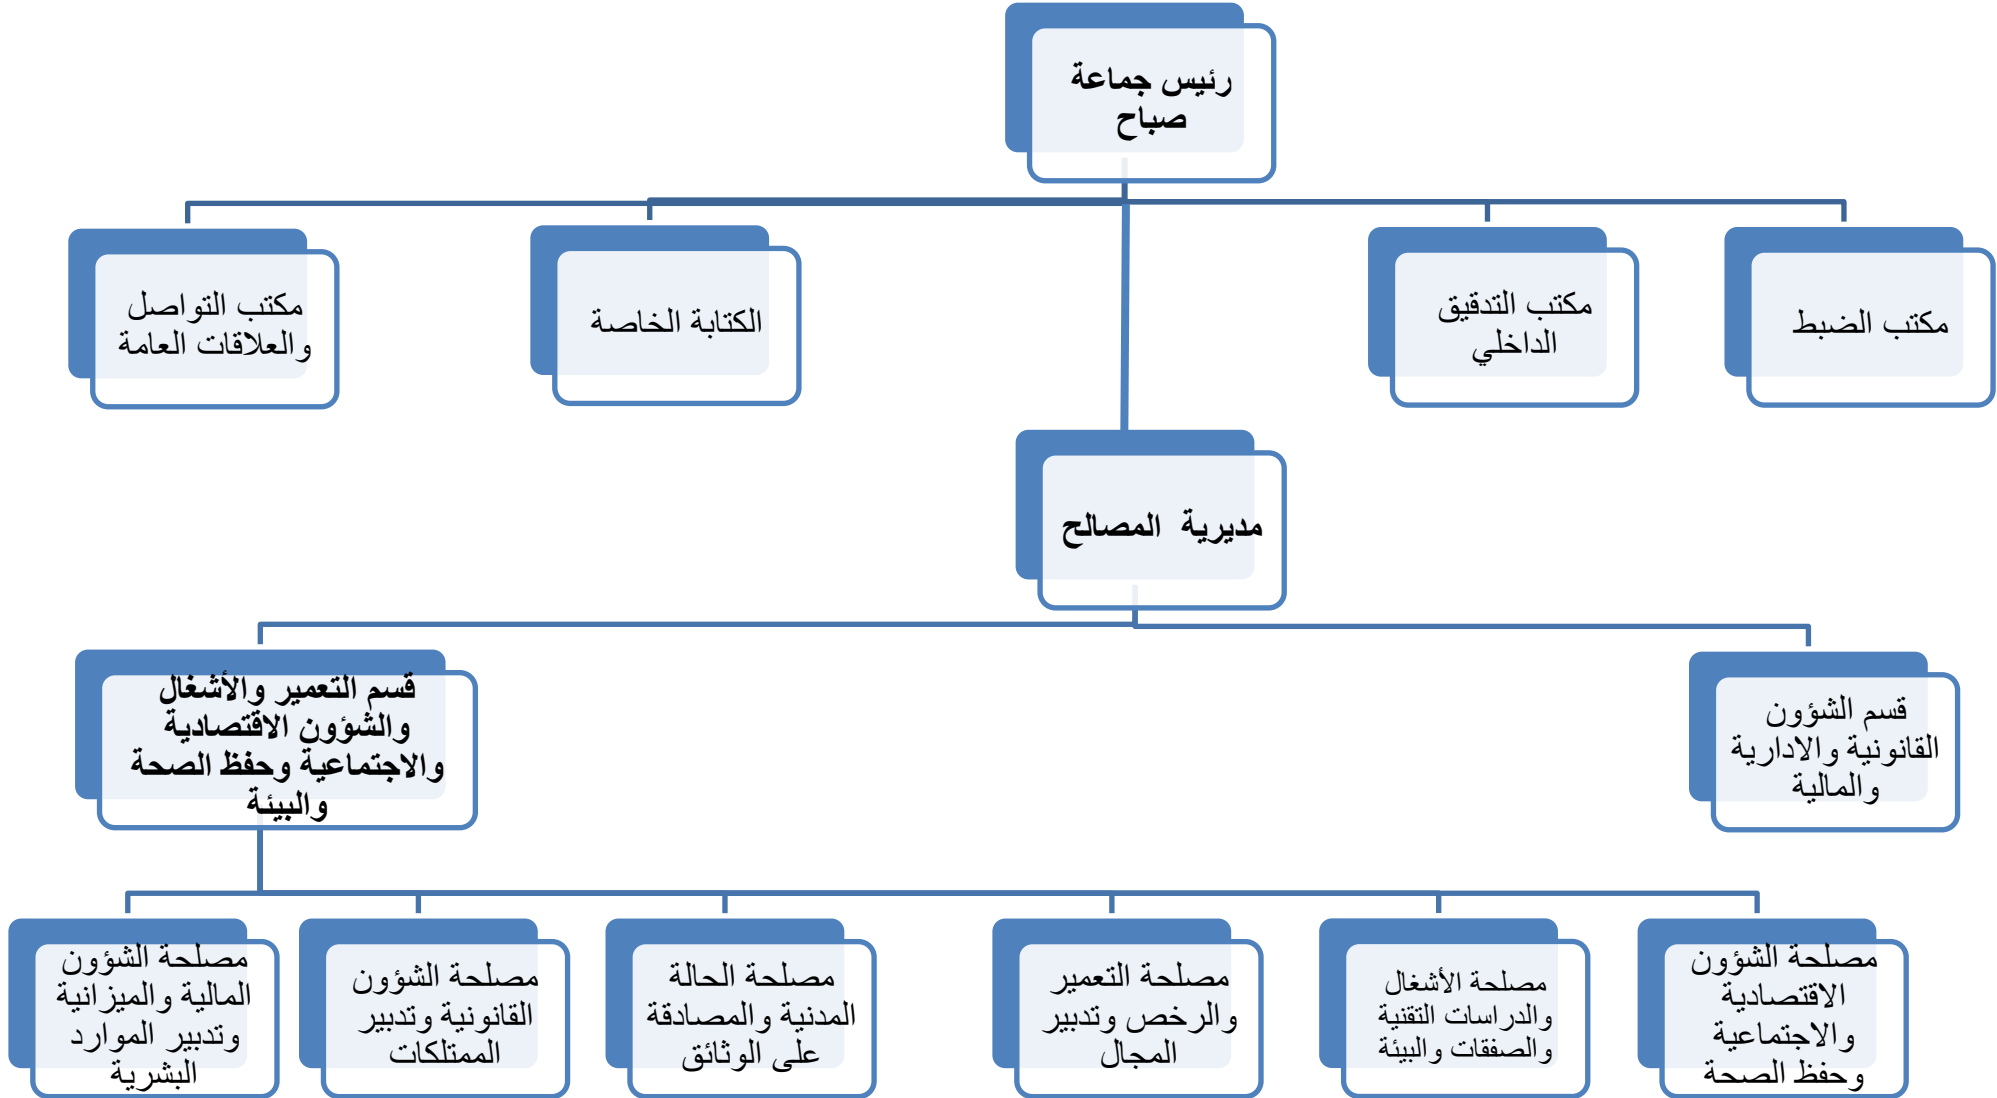 رئيس جماعة
صباح
مكتب الضبط
مكتب التدقيق
الداخلي
الكتابة الخاصة
مكتب التواصل
والعلاقات العامة
مديرية المصالح
قسم الشؤون
القانونية والادارية
والمالية
قسم التعمير والأشغال
والشؤون الاقتصادية
والاجتماعية وحفظ الصحة
والبيئة
مصلحة الشؤون
الاقتصادية
والاجتماعية
وحفظ الصحة
مصلحة الأشغال
والدراسات التقنية
والصفقات والبيئة
مصلحة التعمير
والرخص وتدبير
المجال
مصلحة الحالة
المدنية والمصادقة
على الوثائق
مصلحة الشؤون
القانونية وتدبير
الممتلكات
مصلحة الشؤون
المالية والميزانية
وتدبير الموارد
البشرية